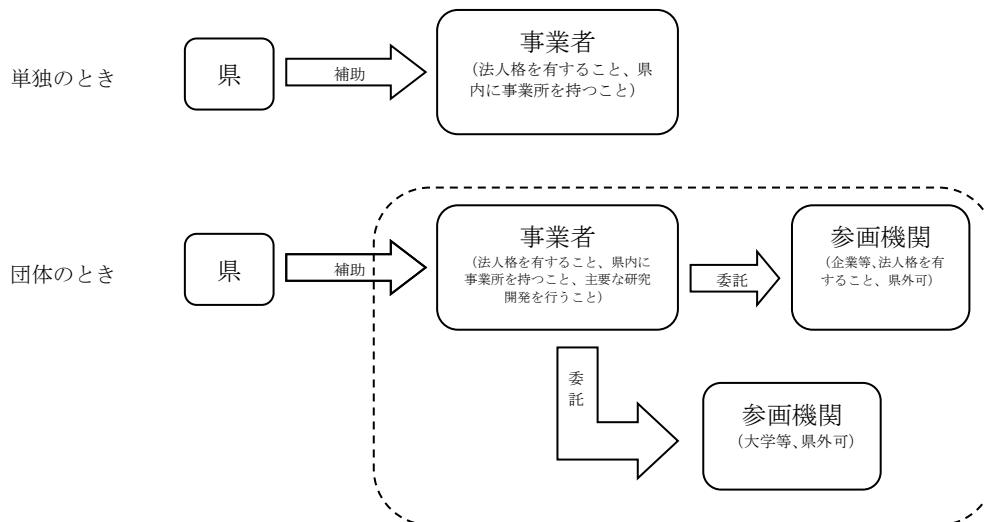 単独のとき
県
補助
事業者
（法人格を有すること、県
内に事業所を持つこと）
団体のとき
県
補助
事業者
（法人格を有すること、県内に
事業所を持つこと、主要な研究
開発を行うこと）
委託
参画機関
（企業等、法人格を有
すること、県外可）
委
託
参画機関
（大学等、県外可）